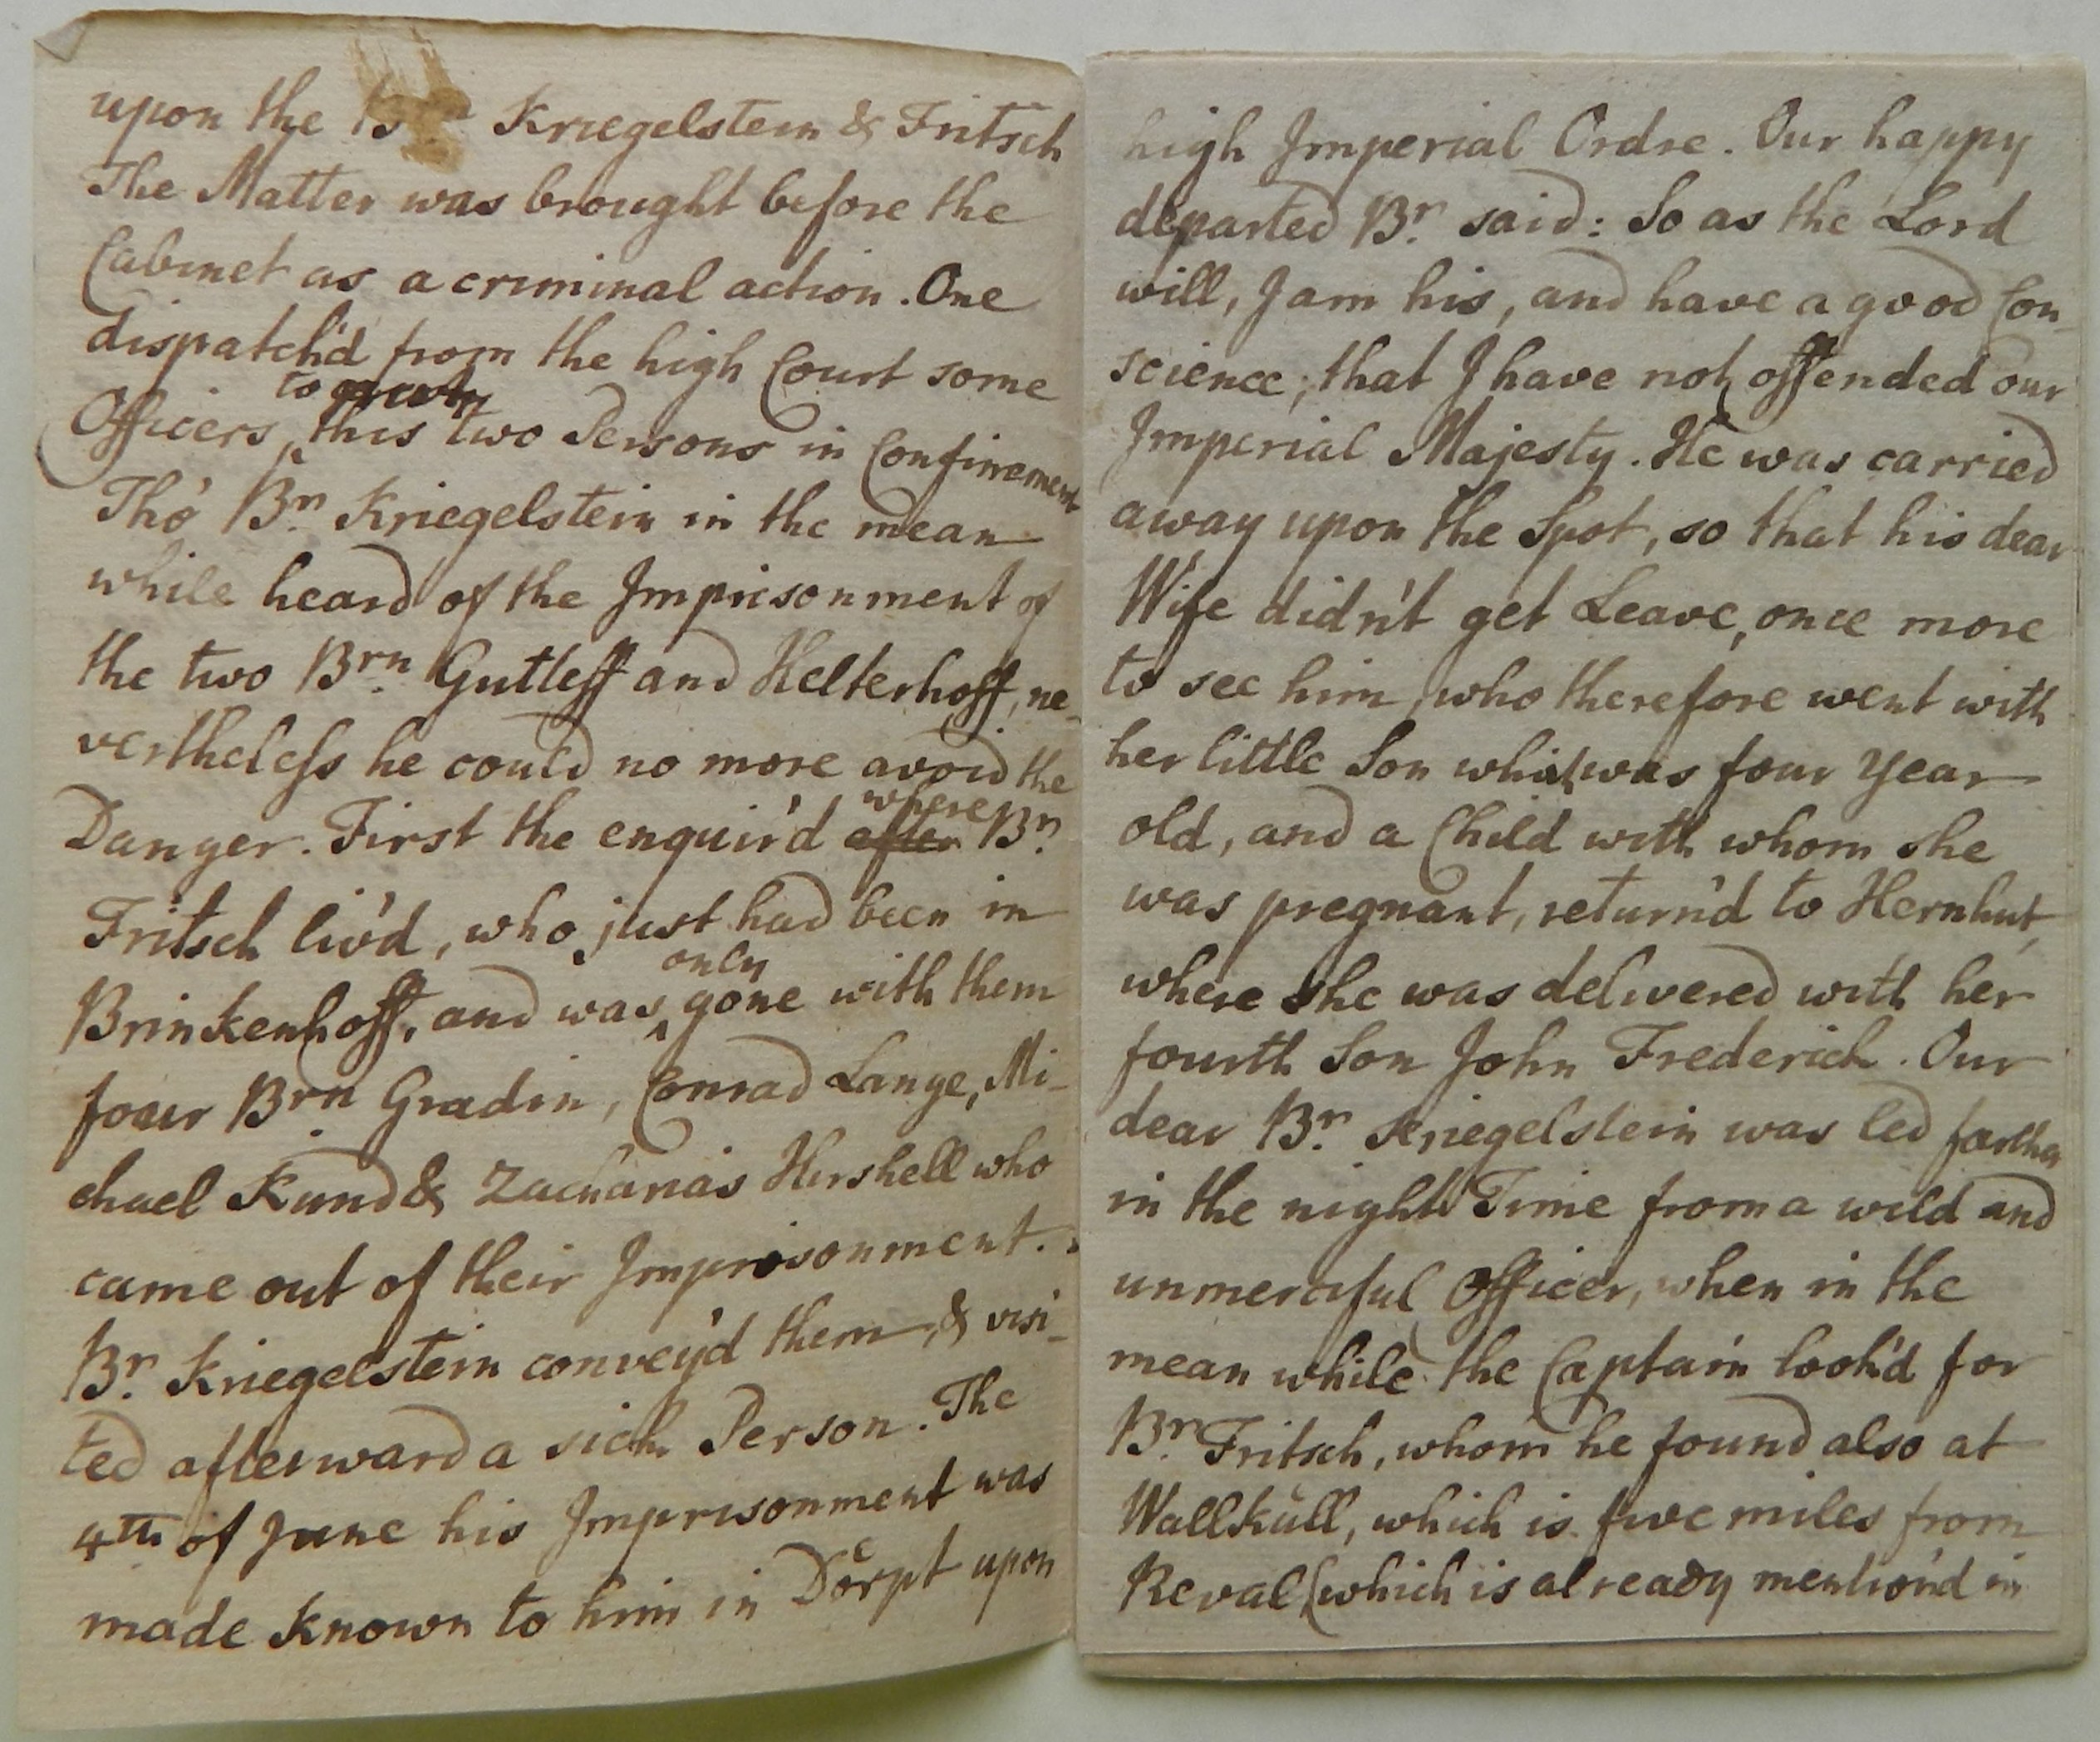 upon the Kriegelstein & Fritsch
The Matter was brought before the
Cabinet as a criminal action. One
dispatch'd from the high Court some
to
Officers, this two Persons in Confinement
Tho' Br. Kriegelstein in the mean
while heard of the Imprisonment of
the two Brn. Gutleff and Helterhoff, ne-
vertheless he could no more avoid the
where
Danger. First the enquir'd after Br.
Fritsch liv'd, who just had been in
only
Brinkenhoff, and was gone with them
four Brn. Gradin, Conrad Lange, Mi-
chael Kund & Zacharias Hirshell who
came out of their Imprisonment.
Br. Kriegelstein convey'd them, & visi-
ted afterward a sick Person. The
4th of June his Imprisonment was
made known to him in Dörpt upon
high Imperial Ordre. Our happy
departed Br. said: So as the Lord
will, I am his, and have a good Con-
science, that I have not offended our
Imperial Majesty. He was carried
away upon the Spot, so that his dear
Wife didn't get Leave, once more
to see him, who therefore went with
her little Son which was four Year
old, and a Child with whom she
was pregnant, return'd to Hernhut,
where she was delivered with her
fourth Son John Frederich. Our
dear Br. Kriegelstein was led farther
in the night Time from a wild and
unmerciful Officer, when in the
mean while the Captain look'd for
Br. Fritsch, whom he found also at
Wallküll, which is five miles from
Reval (which is already mention'd in